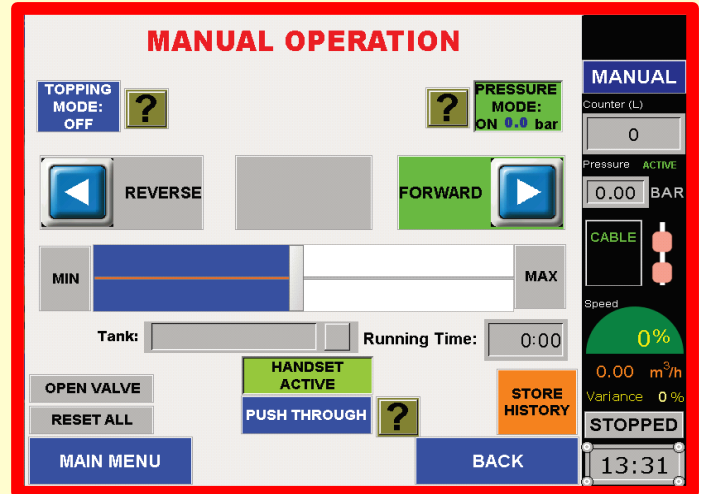 MANUAL OPERATION
TOPPING
MODE:
OFF
?
?
PRESSURE
MODE:
ON 0.0 bar
REVERSE
FORWARD
MIN
MAX
Tank:
Running Time: 0:00
OPEN VALVE
RESET ALL
HANDSET
ACTIVE
PUSH THROUGH
?
STORE
HISTORY
MAIN MENU
BACK
MANUAL
Counter (L)
0
Pressure ACTIVE
0.00 BAR
CABLE
Speed
0%
0.00 m³/h
Variance 0 %
STOPPED
13:31